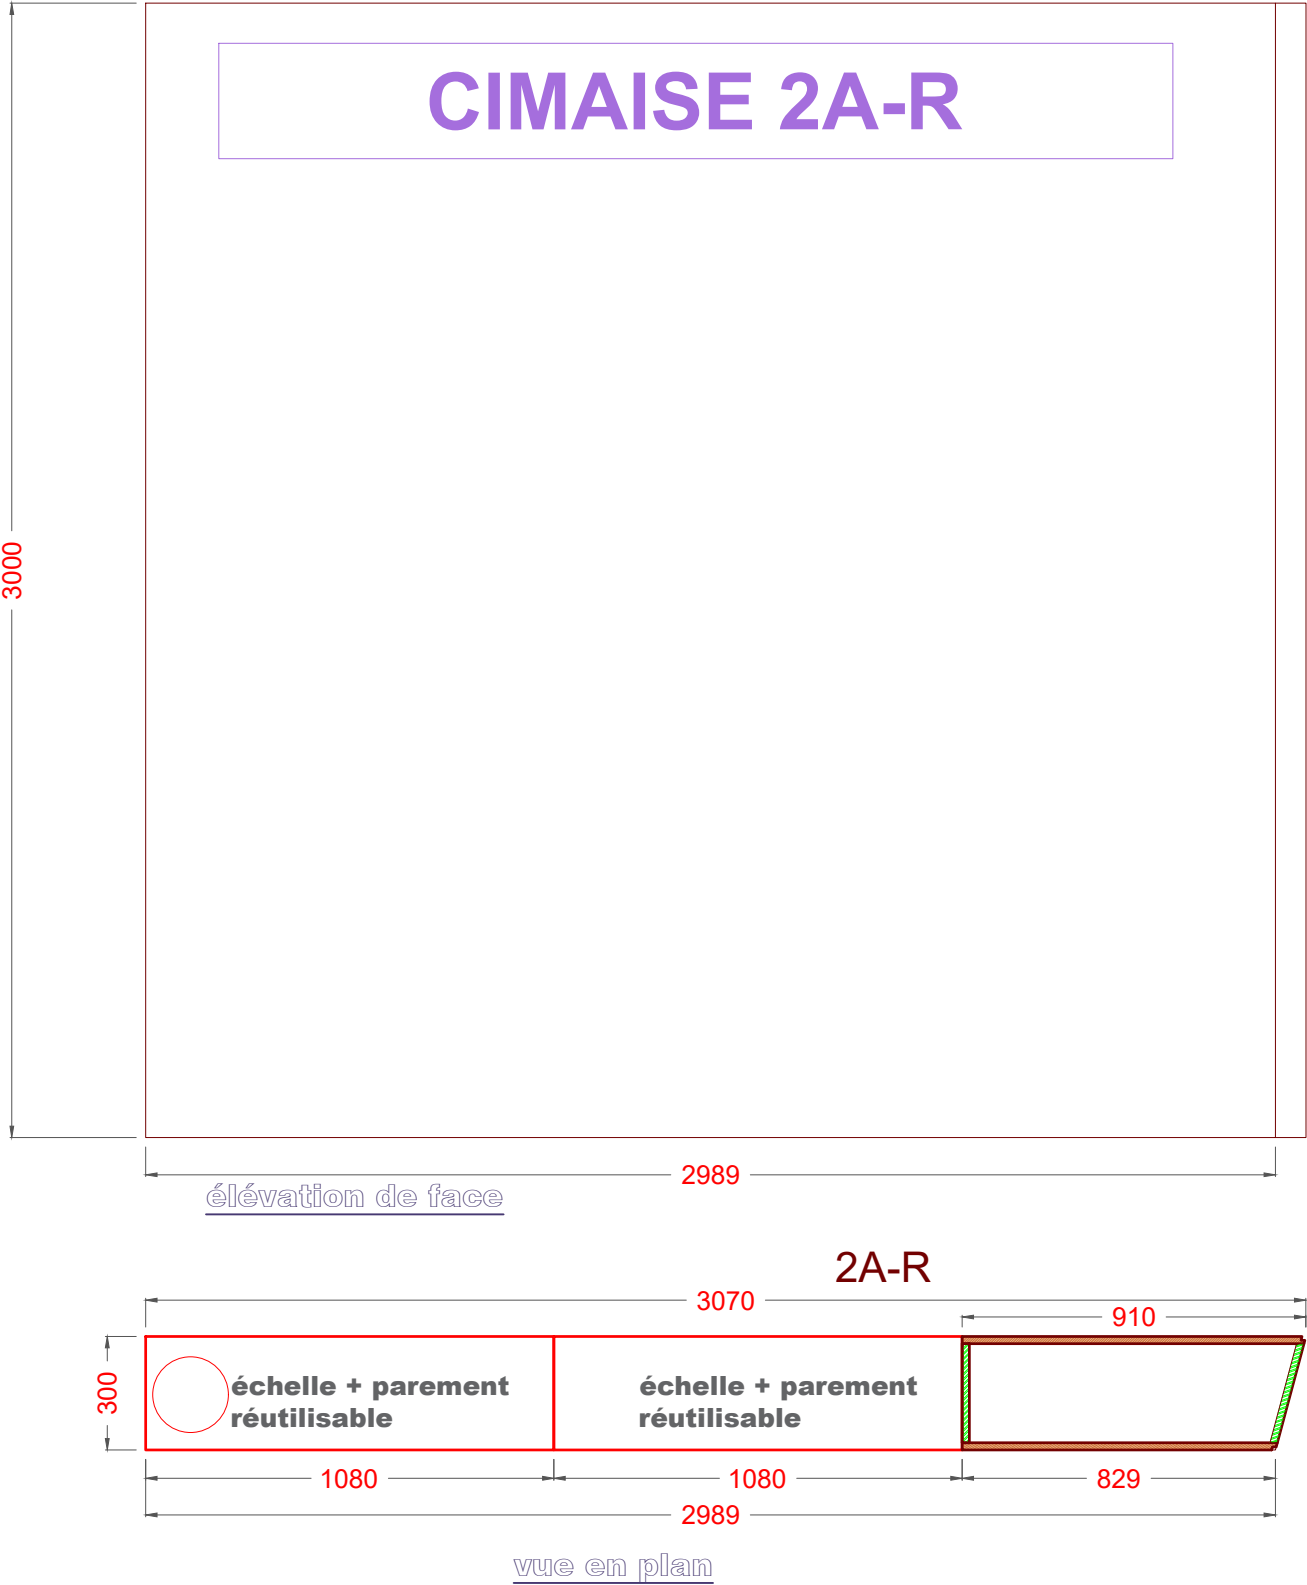 CIMAISE 2A-R
3000
2989
élévation de face
2A-R
3070
910
300
échelle + parement
réutilisable
échelle + parement
réutilisable
1080
1080
829
2989
vue en plan